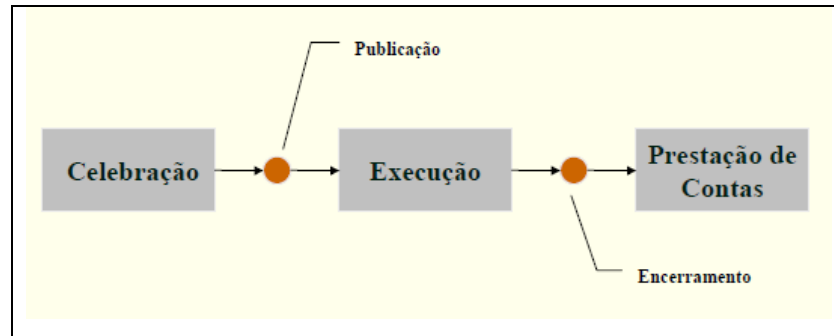 Publicação
Celebração
Execução
Prestação de
Contas
Encerramento